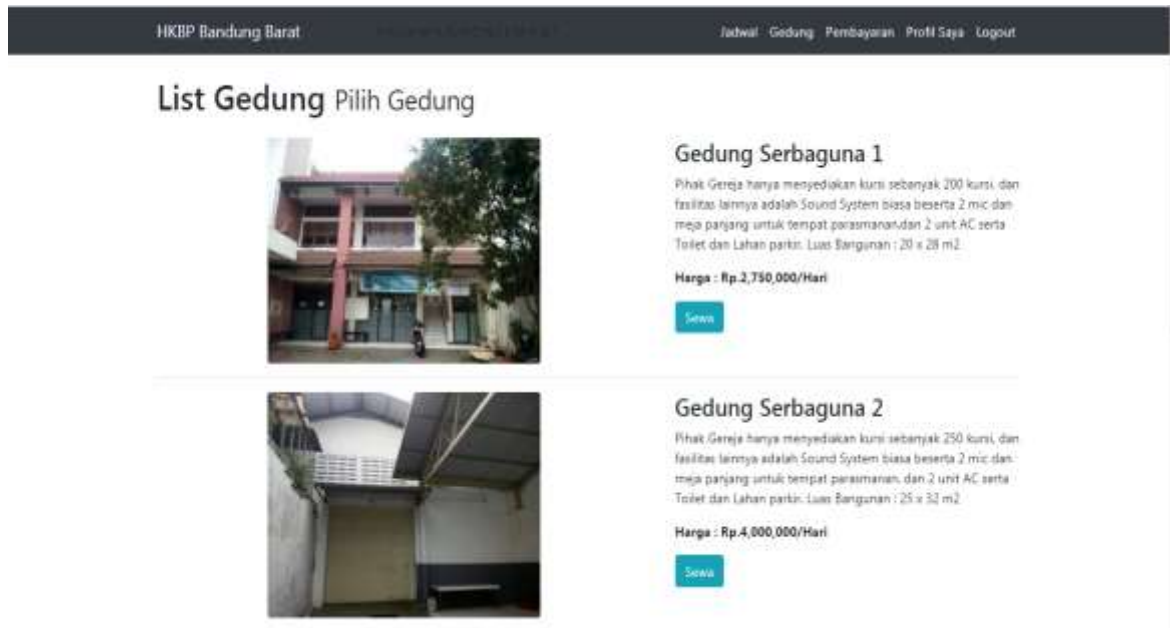 HKBP Bandung Barat
Jadwal Gedung Pembayaran Profil Saya Logout
List Gedung Pilih Gedung
Gedung Serbaguna 1
Pihak Gereja hanya menyediakan kursi sebanyak 200 kursi, dan
fasilitas lainnya adalah Sound System biasa beserta 2 mic dan
meja panjang untuk tempat parasmanan,dan 2 unit AC serta
Toilet dan Lahan parkir. Luas Bangunan : 20 x 28 m2
Harga : Rp.2,750,000/Hari
Sewa
Gedung Serbaguna 2
Pihak Gereja hanya menyediakan kursi sebanyak 250 kursi, dan
fasilitas lainnya adalah Sound System biasa beserta 2 mic dan
meja panjang untuk tempat parasmanan, dan 2 unit AC serta
Toilet dan Lahan parkir. Luas Bangunan : 25 x 32 m2
Harga : Rp.4,000,000/Hari
Sewa